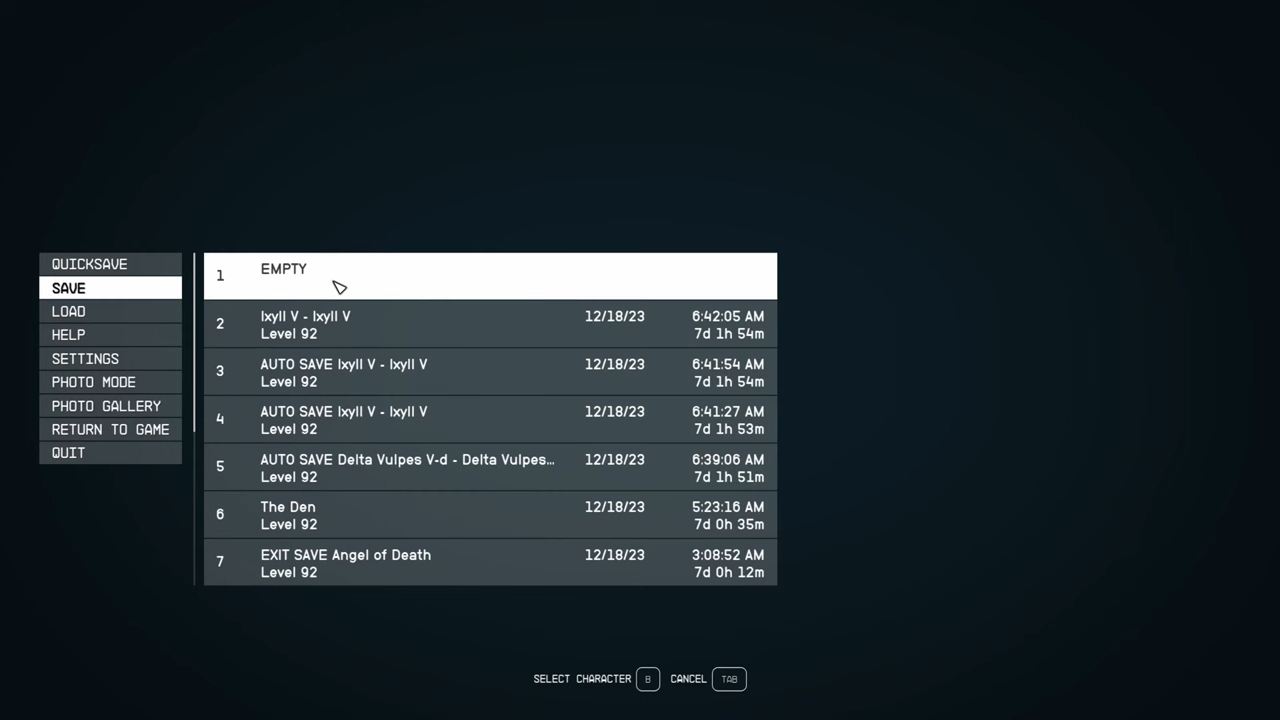 QUICKSAVE
SAVE
LOAD
HELP
SETTINGS
PHOTO MODE
PHOTO GALLERY
RETURN TO GAME
QUIT
1 EMPTY
2 Ixyll V - Ixyll V 12/18/23 6:42:05 AM
Level 92 7d 1h 54m
3 AUTO SAVE Ixyll V - Ixyll V 12/18/23 6:41:54 AM
Level 92 7d 1h 54m
4 AUTO SAVE Ixyll V - Ixyll V 12/18/23 6:41:27 AM
Level 92 7d 1h 53m
5 AUTO SAVE Delta Vulpes V-d - Delta Vulpes... 12/18/23 6:39:06 AM
Level 92 7d 1h 51m
6 The Den 12/18/23 5:23:16 AM
Level 92 7d 0h 35m
7 EXIT SAVE Angel of Death 12/18/23 3:08:52 AM
Level 92 7d 0h 12m
SELECT CHARACTER B CANCEL TAB